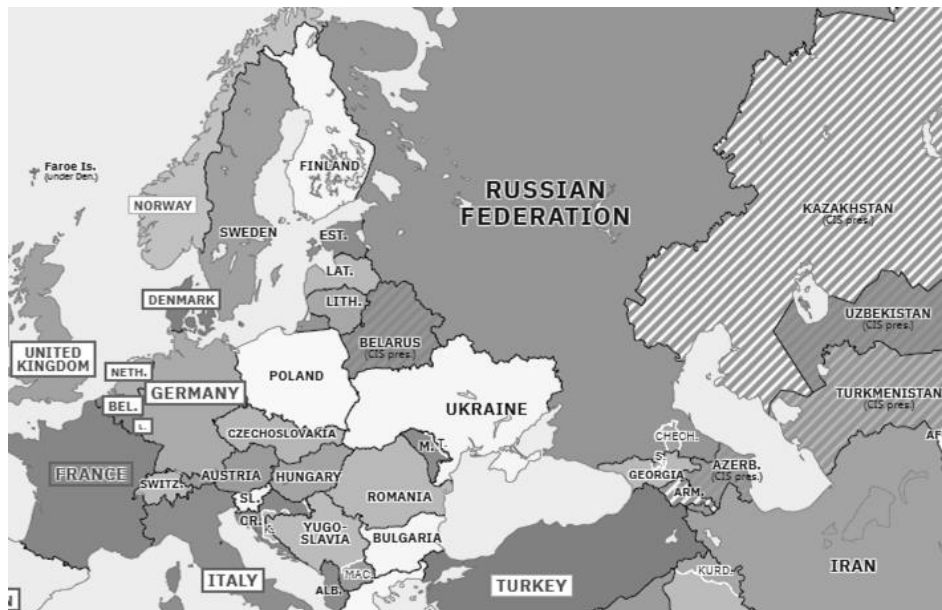 Faroe Is.
(under Den.)
NORWAY
SWEDEN
FINLAND
RUSSIAN
FEDERATION
KAZAKHSTAN
(CIS pres.)
EST.
LAT.
LITH.
DENMARK
BELARUS
(CIS pres.)
UZBEKISTAN
(CIS pres.)
UNITED
KINGDOM
NETH.
GERMANY
POLAND
TURKMENISTAN
(CIS pres.)
BEL.
L.
UKRAINE
CZECHOSLOVAKIA
M.
T.
CHECH.
AF
FRANCE
SWITZ.
AUSTRIA
HUNGARY
S.
GEORGIA
AZERB.
(CIS pres.)
ARM.
SL.
CR.
K.
ROMANIA
YUGO-
SLAVIA
BULGARIA
MAC.
ITALY
ALB.
TURKEY
KURD.
IRAN
N